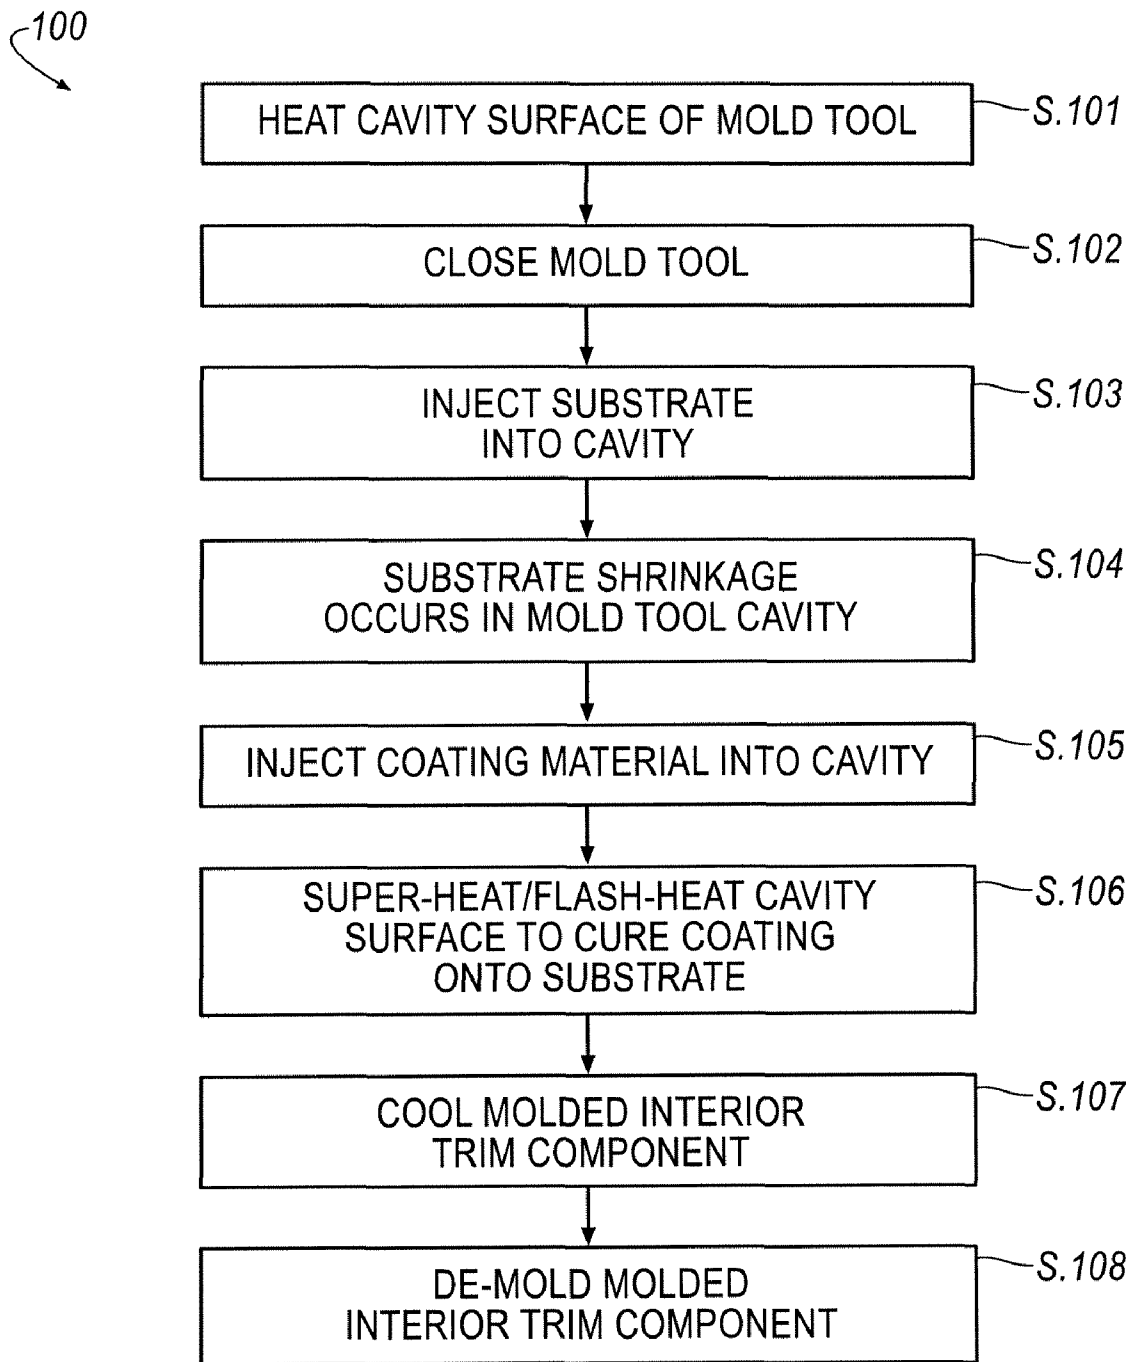 100
HEAT CAVITY SURFACE OF MOLD TOOL
S.101
CLOSE MOLD TOOL
S.102
INJECT SUBSTRATE
INTO CAVITY
S.103
SUBSTRATE SHRINKAGE
OCCURS IN MOLD TOOL CAVITY
S.104
INJECT COATING MATERIAL INTO CAVITY
S.105
SUPER-HEAT/FLASH-HEAT CAVITY
SURFACE TO CURE COATING
ONTO SUBSTRATE
S.106
COOL MOLDED INTERIOR
TRIM COMPONENT
S.107
DE-MOLD MOLDED
INTERIOR TRIM COMPONENT
S.108